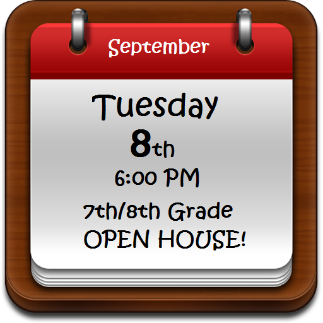 September
Tuesday
8th
6:00 PM
7th/8th Grade
OPEN HOUSE!